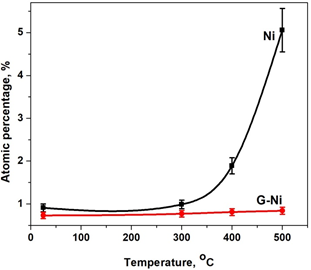 Atomic percentage, %
5
4
3
2
1
Ni
G-Ni
0 100 200 300 400 500
Temperature, °C